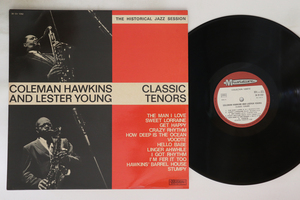 THE HISTORICAL JAZZ SESSION
COLEMAN HAWKINS
AND LESTER YOUNG
CLASSIC
TENORS
THE MAN I LOVE
SWEET LORRAINE
GET HAPPY
CRAZY RHYTHM
HOW DEEP IS THE OCEAN
VOGEITE
HELLO BABE
LINGER AWHILE
I GOT RHYTHM
I'M FER IT TOO
HAWKINS' BARREL HOUSE
STUMPY